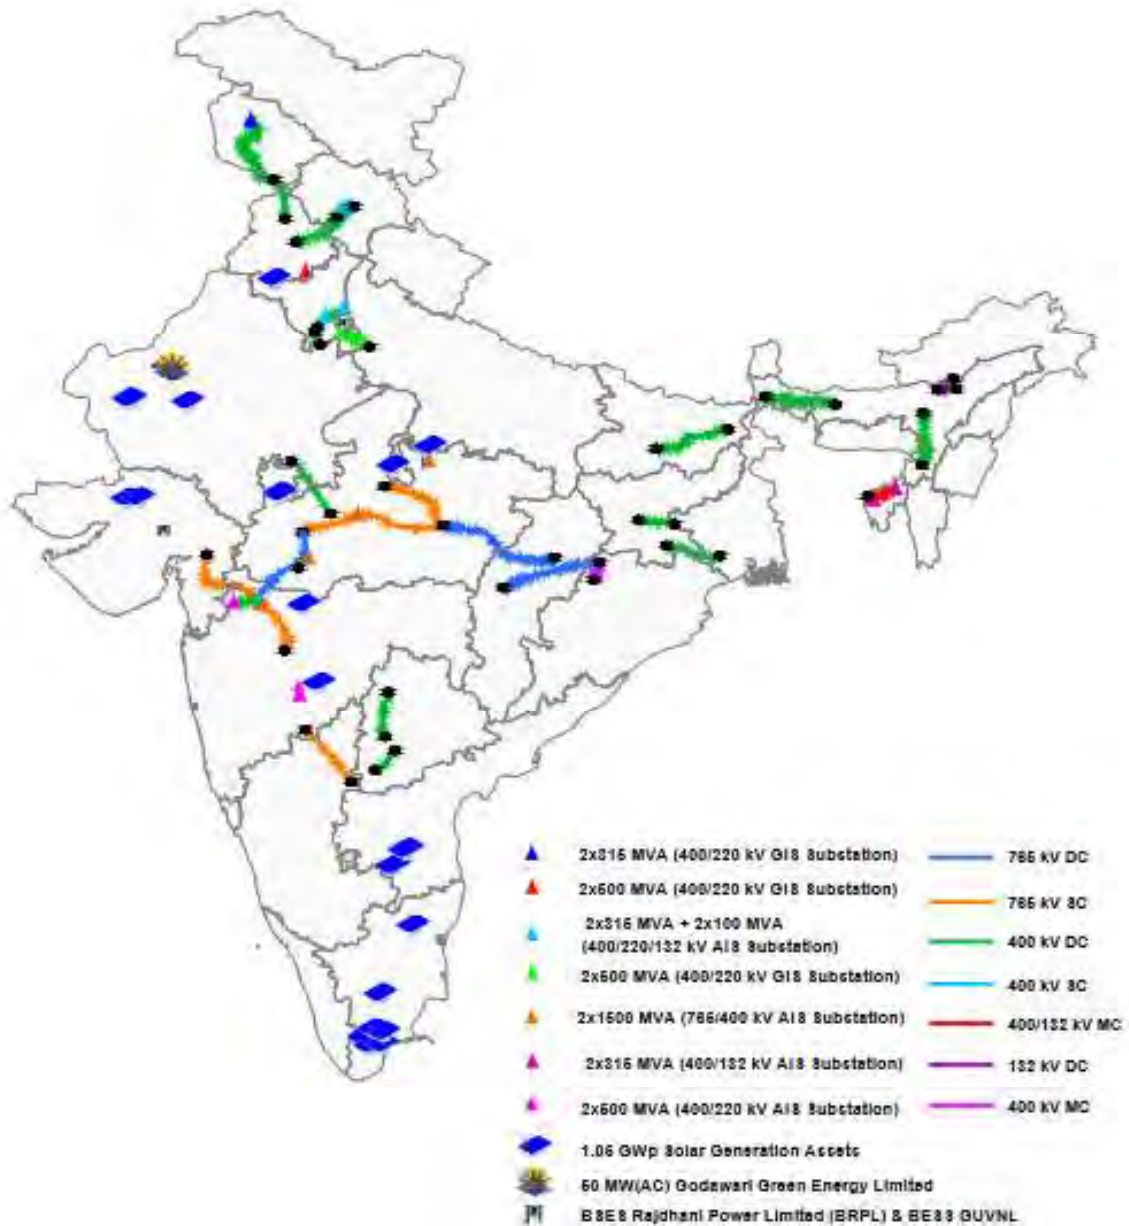 2x315 MVA (400/220 kV GIS Substation)
765 kV DC
2x500 MVA (400/220 kV GIS Substation)
765 kV SC
2x315 MVA + 2x100 MVA
(400/220/132 kV AIS Substation)
400 kV DC
2x500 MVA (400/220 kV GIS Substation)
400 kV SC
2x1500 MVA (765/400 kV AIS Substation)
400/132 kV MC
2x315 MVA (400/132 kV AIS Substation)
132 kV DC
2x500 MVA (400/220 kV AIS Substation)
400 kV MC
1.05 GWp Solar Generation Assets
50 MW(AC) Godawari Green Energy Limited
BSES Rajdhani Power Limited (BRPL) & BESS GUVNL